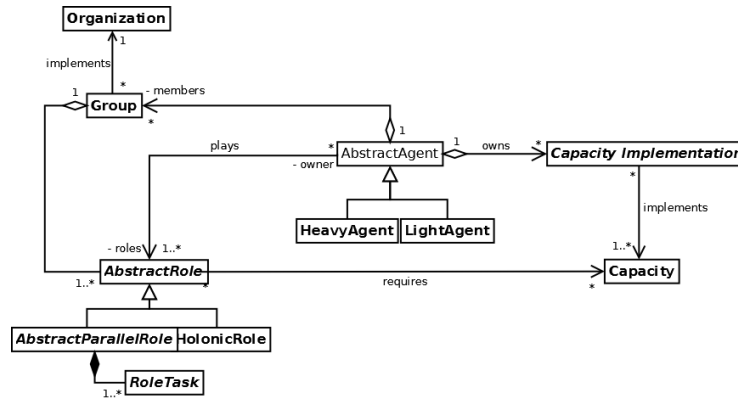 Organization
1
implements
*
1
- members
Group
*
1
plays
*
AbstractAgent
1
owns
*
Capacity Implementation
- owner
*
implements
HeavyAgent
LightAgent
- roles
1..*
1..*
AbstractRole
Capacity
1..*
*
requires
*
AbstractParallelRole
HolonicRole
RoleTask
1..*